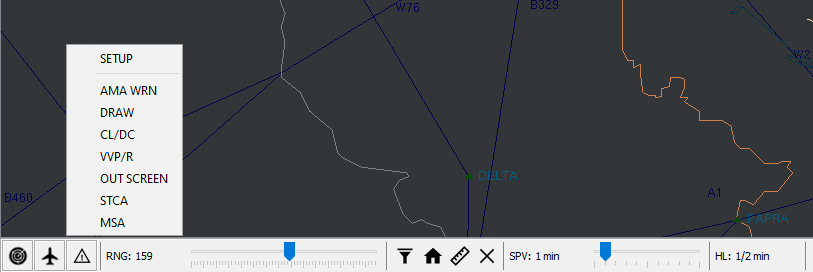 W76
B329
W2
SETUP
AMA WRN
DRAW
CL/DC
VVP/R
OUT SCREEN
STCA
MSA
DELTA
B460
A1
PAPRA
RNG: 159
SPV: 1 min
HL: 1/2 min